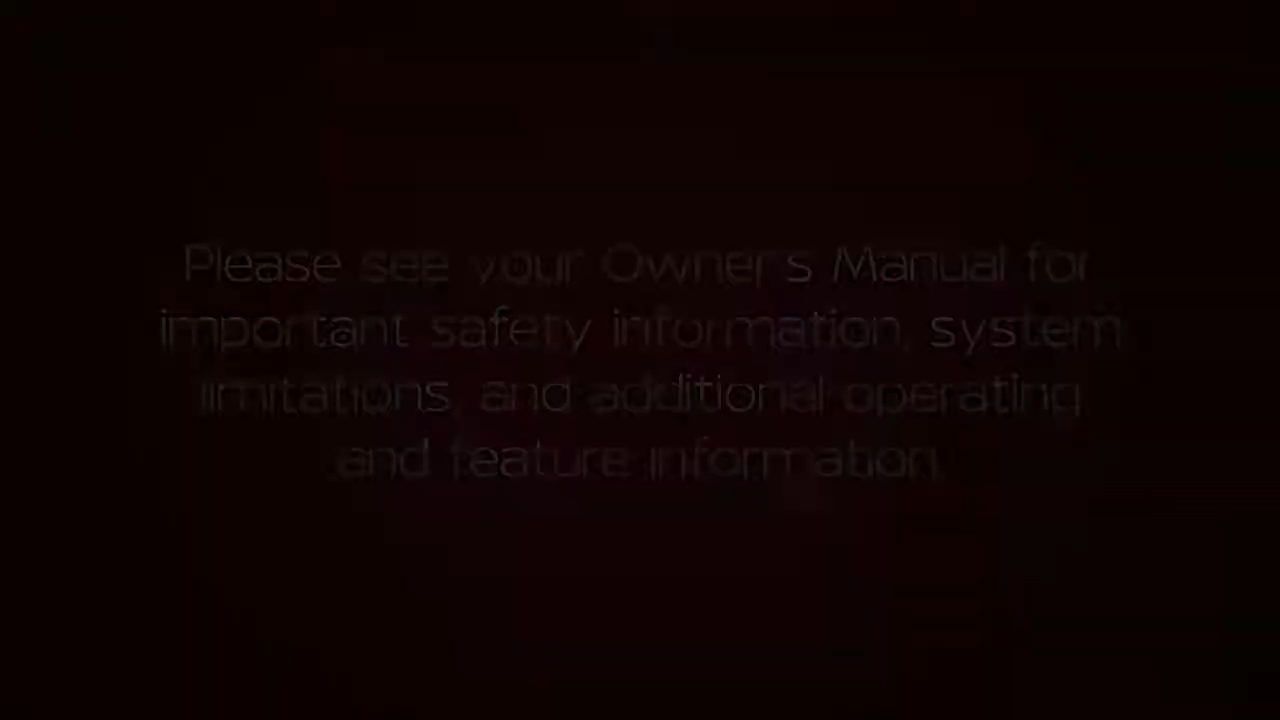 Please see your Owner's Manual for
important safety information, system
limitations, and additional operating
and feature information.